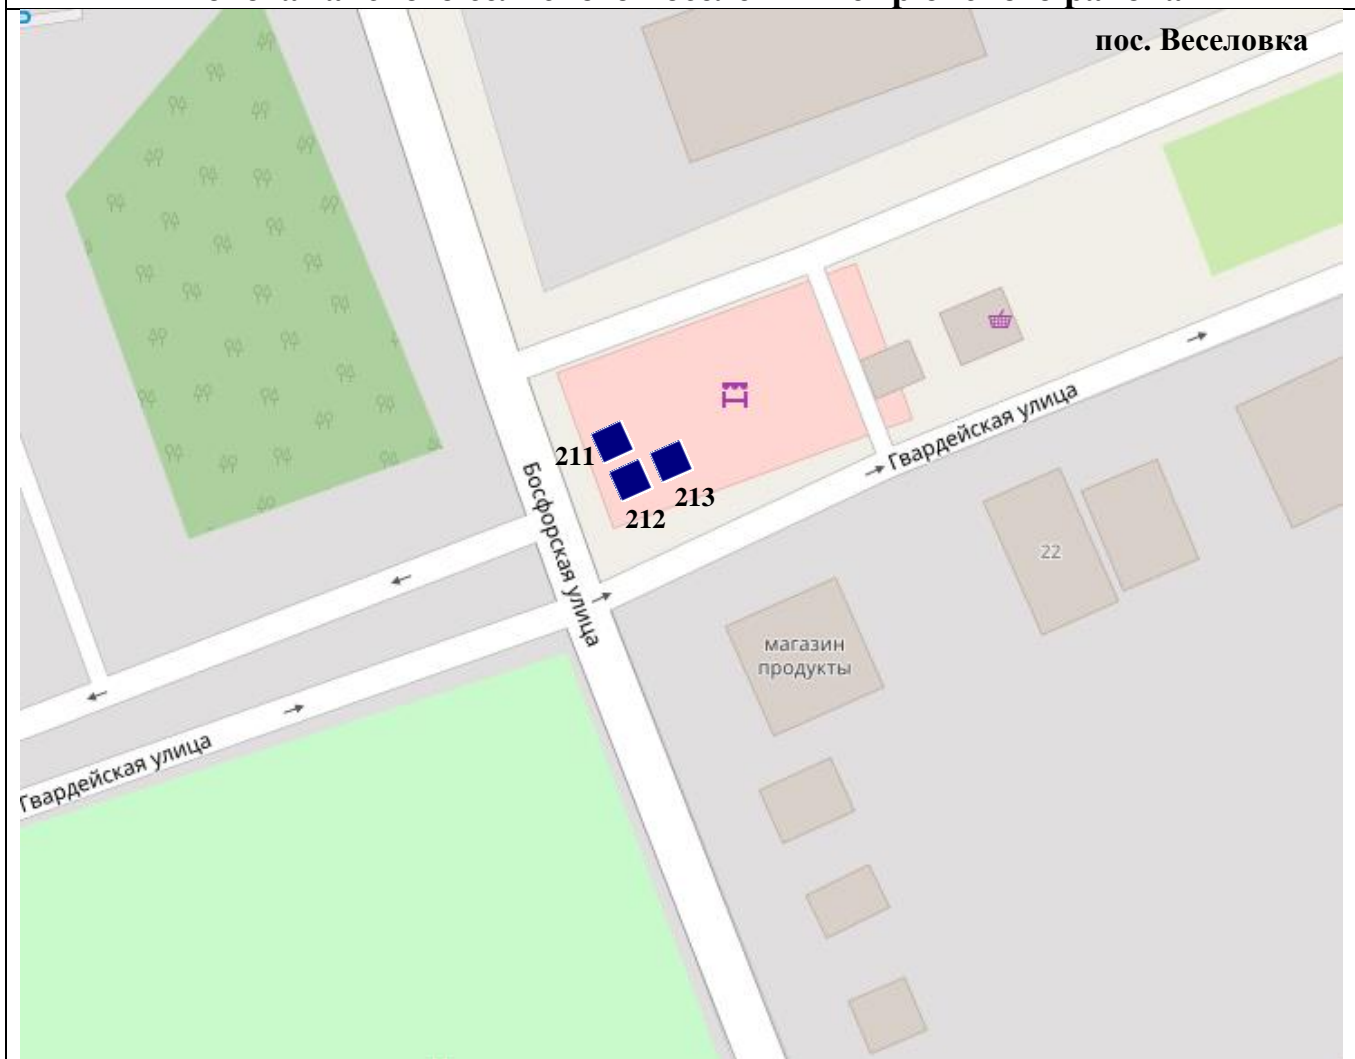 пос. Веселовка
211
213
212
Босфорская улица
Гвардейская улица
22
магазин
продукты
Гвардейская улица